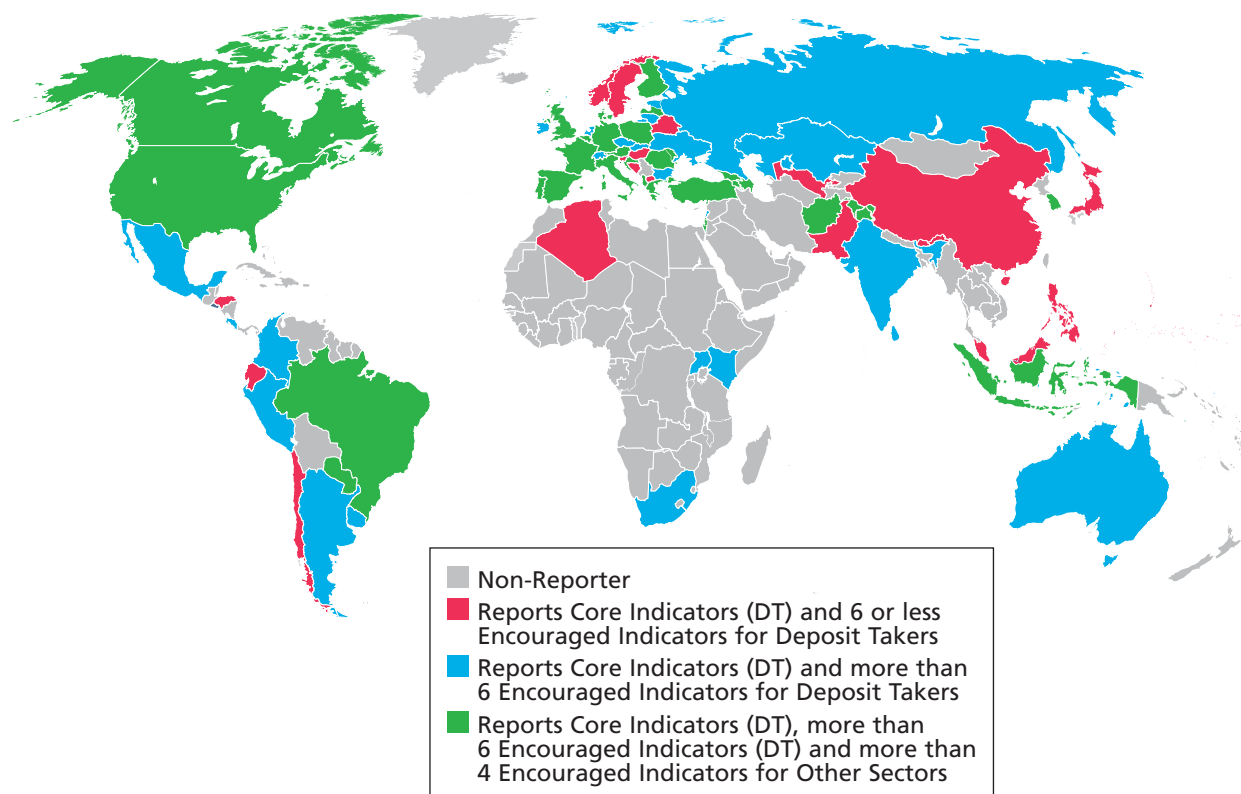 Non-Reporter
Reports Core Indicators (DT) and 6 or less
Encouraged Indicators for Deposit Takers
Reports Core Indicators (DT) and more than
6 Encouraged Indicators for Deposit Takers
Reports Core Indicators (DT), more than
6 Encouraged Indicators (DT) and more than
4 Encouraged Indicators for Other Sectors